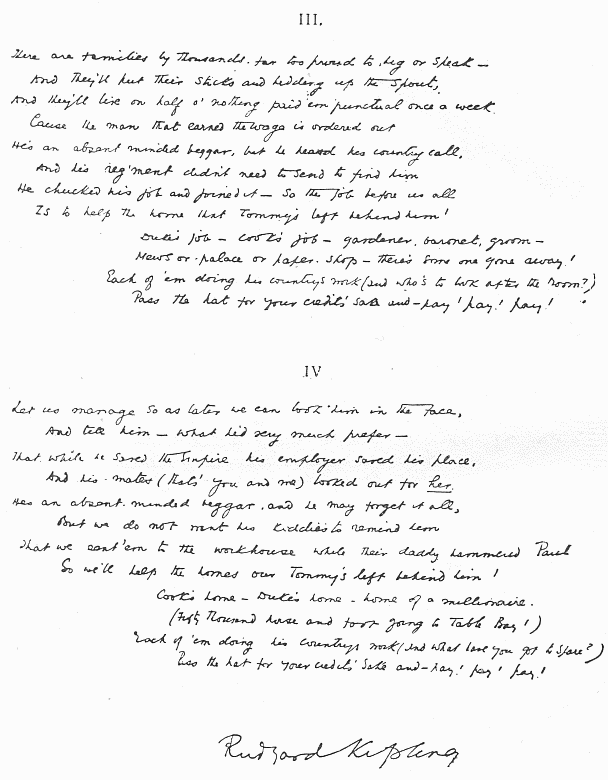 III.
There are families by thousands, far too proud to beg or speak —
And they'll put their sticks and bedding up the spout,
And they'll live on half o' nothing paid 'em punctual once a week
Cause the man that earned the wage is ordered out
He's an absent minded beggar, but he heard his country call,
And his reg'ment didn't need to send to find him
He chucked his job and joined it — So the job before us all
Is to help the home that Tommy's left behind him!
Duke's job — cook's job — gardener, baronet, groom —
Mews or palace or paper-shop — there's some one gone away!
Each of 'em doing his country's work (and who's to look after the room?)
Pass the hat for your credit's sake and — pay! pay! pay!
IV
Let us manage so as later we can look him in the face,
And tell him — what he'd very much prefer —
That while he saved the Empire his employer saved his place,
And his mates (that's you and me) looked out for her.
He's an absent-minded beggar, and he may forget it all,
But we do not want his kiddies to remind him
That we sent 'em to the workhouse while their daddy hammered Paul
So we'll help the homes our Tommy's left behind him!
Cook's home — Duke's home — home of a millionaire.
(Fifty thousand horse and foot going to Table Bay!)
Each of 'em doing his country's work (and what have you got to spare?)
Pass the hat for your credit's sake and — pay! pay! pay!
Rudyard Kipling